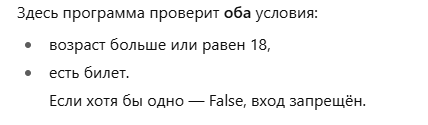 Здесь программа проверит оба условия:
• возраст больше или равен 18,
• есть билет.
Если хотя бы одно — False, вход запрещён.